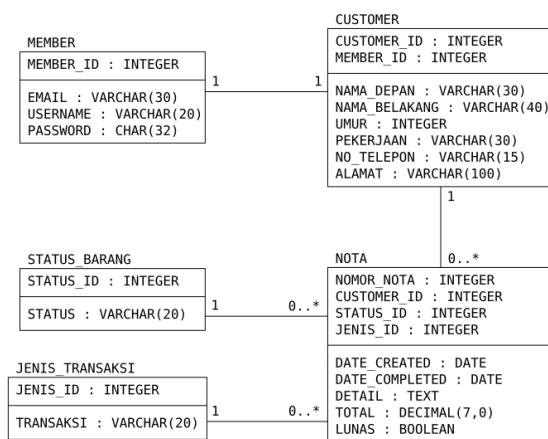 MEMBER
MEMBER_ID : INTEGER
EMAIL : VARCHAR(30)
USERNAME : VARCHAR(20)
PASSWORD : CHAR(32)
1
1
CUSTOMER
CUSTOMER_ID : INTEGER
MEMBER_ID : INTEGER
NAMA_DEPAN : VARCHAR(30)
NAMA_BELAKANG : VARCHAR(40)
UMUR : INTEGER
PEKERJAAN : VARCHAR(30)
NO_TELEPON : VARCHAR(15)
ALAMAT : VARCHAR(100)
1
0..*
STATUS_BARANG
STATUS_ID : INTEGER
STATUS : VARCHAR(20)
1
0..*
NOTA
NOMOR_NOTA : INTEGER
CUSTOMER_ID : INTEGER
STATUS_ID : INTEGER
JENIS_ID : INTEGER
DATE_CREATED : DATE
DATE_COMPLETED : DATE
DETAIL : TEXT
TOTAL : DECIMAL(7,0)
LUNAS : BOOLEAN
JENIS_TRANSAKSI
JENIS_ID : INTEGER
TRANSAKSI : VARCHAR(20)
1
0..*